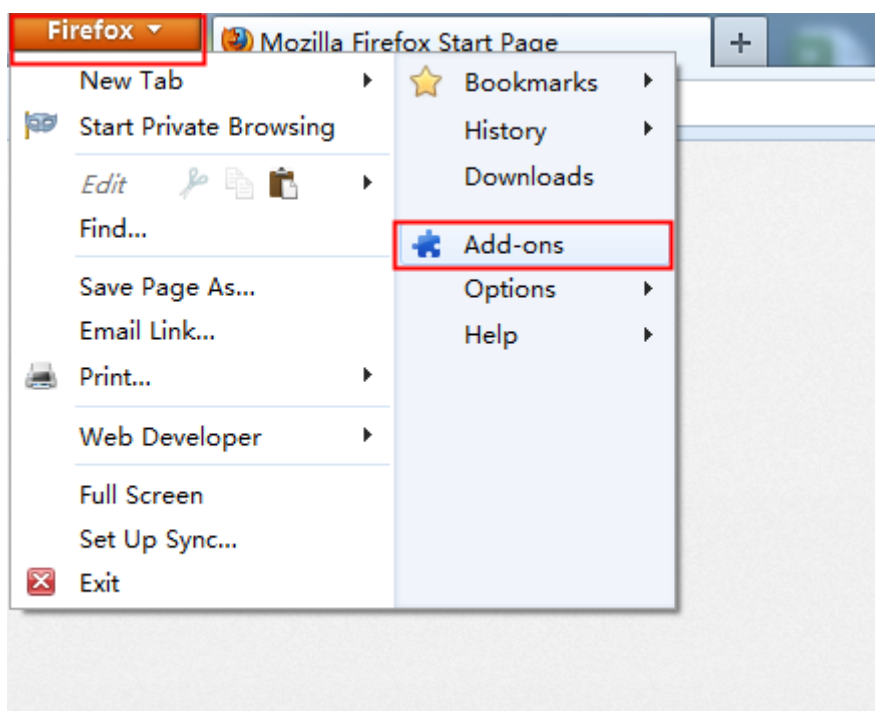 Firefox
Mozilla Firefox Start Page
+
New Tab
Start Private Browsing
Edit
Find...
Save Page As...
Email Link...
Print...
Web Developer
Full Screen
Set Up Sync...
Exit
Bookmarks
History
Downloads
Add-ons
Options
Help